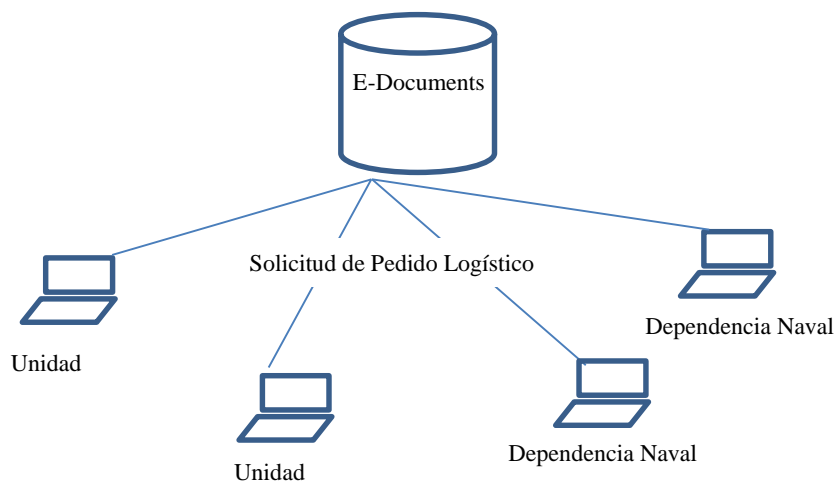 E-Documents
Solicitud de Pedido Logístico
Dependencia Naval
Unidad
Dependencia Naval
Unidad